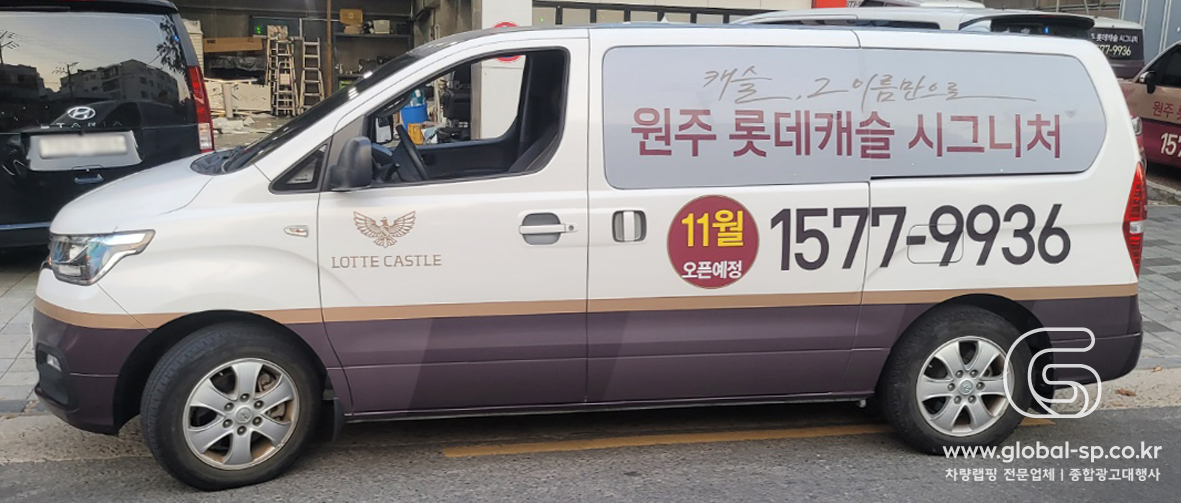 캐슬, 그 이름만으로
원주 롯데캐슬 시그니처
11월
오픈예정
1577-9936
LOTTE CASTLE
9936
157
www.global-sp.co.kr
차량랩핑 전문업체 | 종합광고대행사